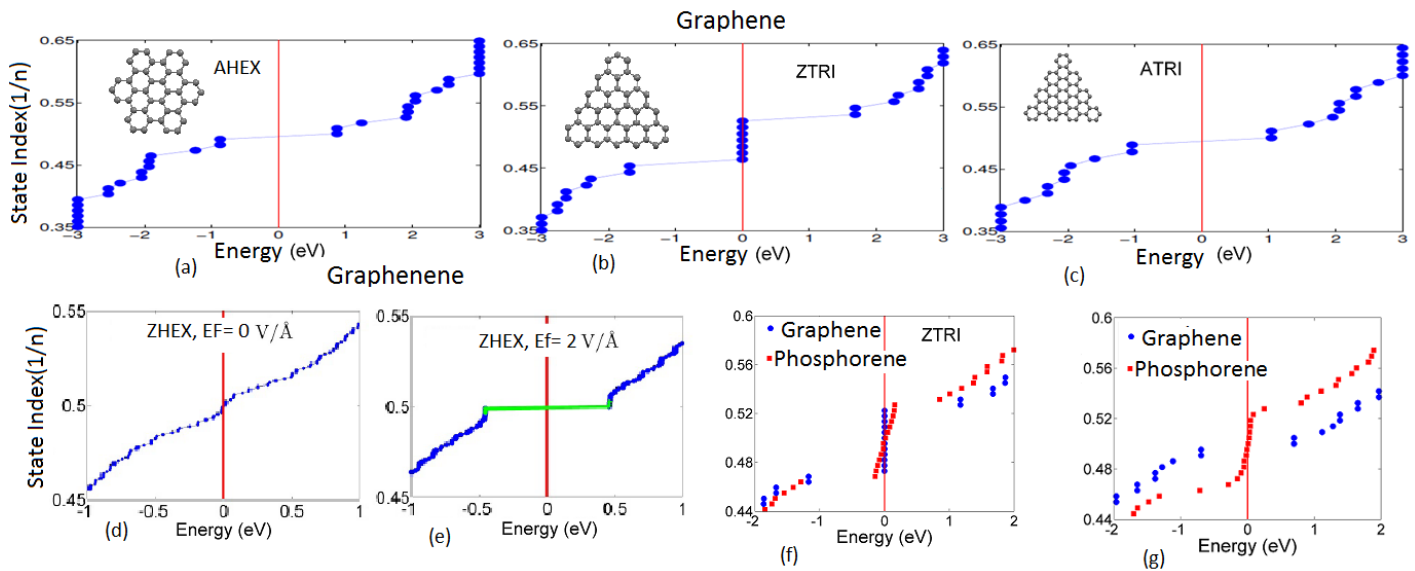 Graphene
State Index(1/n)
0.65
0.55
0.45
0.35
AHEX
-3 -2 -1 0 1 2 3
Energy (eV)
(a)
0.65
0.55
0.45
0.35
ZTRI
-3 -2 -1 0 1 2 3
Energy (eV)
(b)
0.65
0.55
0.45
0.35
ATRI
-3 -2 -1 0 1 2 3
Energy (eV)
(c)
Graphenene
State Index(1/n)
0.55
0.5
0.45
ZHEX, EF= 0 V/Å
-1 -0.5 0 0.5 1
Energy (eV)
(d)
0.55
0.5
0.45
ZHEX, Ef= 2 V/Å
-1 -0.5 0 0.5 1
Energy (eV)
(e)
0.6
0.56
0.52
0.48
0.44
Graphene
Phosphorene
ZTRI
-2 -1 0 1 2
Energy (eV)
(f)
0.6
0.56
0.52
0.48
0.44
Graphene
Phosphorene
-2 -1 0 1 2
Energy (eV)
(g)